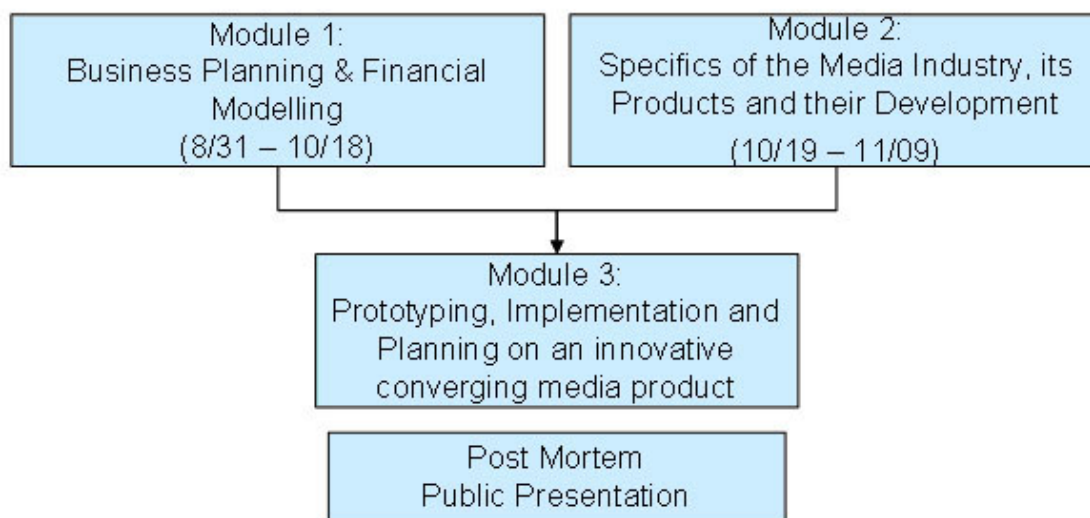 Module 1:
Business Planning & Financial
Modelling
(8/31 – 10/18)
Module 2:
Specifics of the Media Industry, its
Products and their Development
(10/19 – 11/09)
Module 3:
Prototyping, Implementation and
Planning on an innovative
converging media product
Post Mortem
Public Presentation